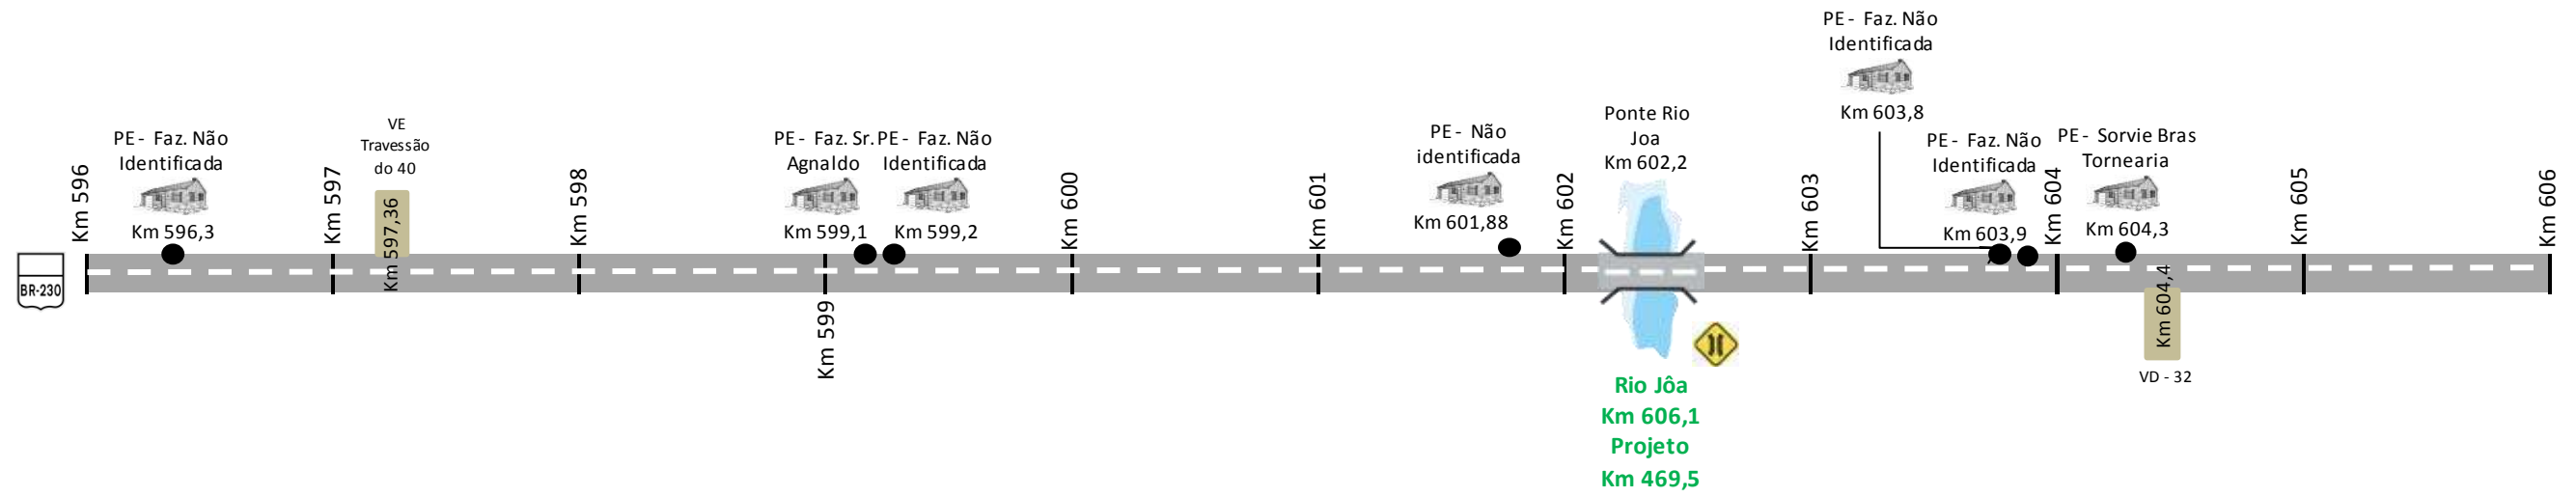 BR-230
Km 596
PE - Faz. Não
Identificada
Km 596,3
Km 597
VE
Travessão
do 40
Km 597,36
Km 598
PE - Faz. Sr.
Agnaldo
Km 599,1
Km 599
PE - Faz. Não
Identificada
Km 599,2
Km 600
Km 601
PE - Não
identificada
Km 601,88
Km 602
Ponte Rio
Joa
Km 602,2
Rio Jôa
Km 606,1
Projeto
Km 469,5
Km 603
PE - Faz. Não
Identificada
Km 603,8
PE - Faz. Não
Identificada
Km 603,9
Km 604
PE - Sorvie Bras
Tornearia
Km 604,3
Km 604,4
VD - 32
Km 605
Km 606